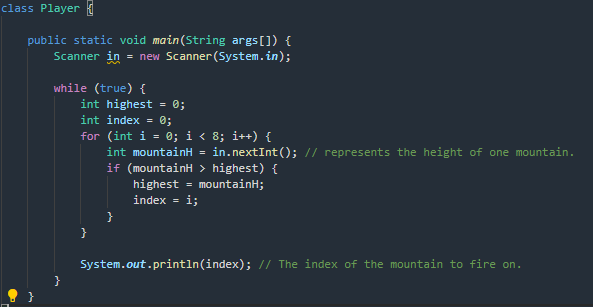 class Player {
public static void main(String args[]) {
Scanner in = new Scanner(System.in);
while (true) {
int highest = 0;
int index = 0;
for (int i = 0; i < 8; i++) {
int mountainH = in.nextInt(); // represents the height of one mountain.
if (mountainH > highest) {
highest = mountainH;
index = i;
}
}
System.out.println(index); // The index of the mountain to fire on.
}
}